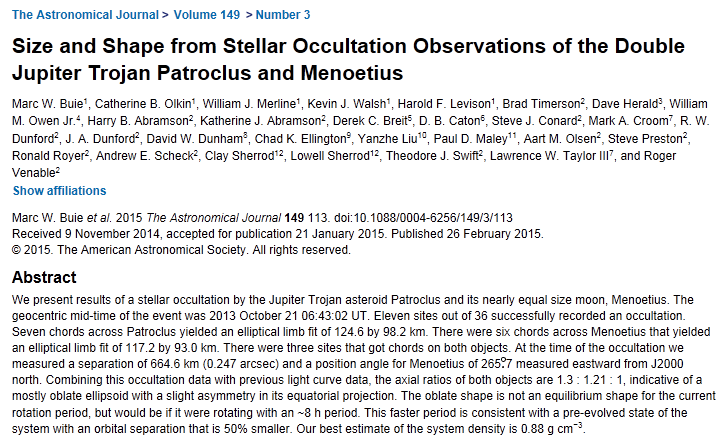 The Astronomical Journal > Volume 149 > Number 3
Size and Shape from Stellar Occultation Observations of the Double
Jupiter Trojan Patroclus and Menoetius
Marc W. Buie¹, Catherine B. Olkin¹, William J. Merline¹, Kevin J. Walsh¹, Harold F. Levison¹, Brad Timerson², Dave Herald³, William
M. Owen Jr.⁴, Harry B. Abramson², Katherine J. Abramson², Derek C. Breit⁵, D. B. Caton⁶, Steve J. Conard², Mark A. Croom⁷, R. W.
Dunford², J. A. Dunford², David W. Dunham⁸, Chad K. Ellington⁹, Yanzhe Liu¹⁰, Paul D. Maley¹¹, Aart M. Olsen², Steve Preston²,
Ronald Royer², Andrew E. Scheck², Clay Sherrod¹², Lowell Sherrod¹², Theodore J. Swift², Lawrence W. Taylor III⁷, and Roger
Venable²
Show affiliations
Marc W. Buie et al. 2015 The Astronomical Journal 149 113. doi:10.1088/0004-6256/149/3/113
Received 9 November 2014, accepted for publication 21 January 2015. Published 26 February 2015.
© 2015. The American Astronomical Society. All rights reserved.
Abstract
We present results of a stellar occultation by the Jupiter Trojan asteroid Patroclus and its nearly equal size moon, Menoetius. The
geocentric mid-time of the event was 2013 October 21 06:43:02 UT. Eleven sites out of 36 successfully recorded an occultation.
Seven chords across Patroclus yielded an elliptical limb fit of 124.6 by 98.2 km. There were six chords across Menoetius that yielded
an elliptical limb fit of 117.2 by 93.0 km. There were three sites that got chords on both objects. At the time of the occultation we
measured a separation of 664.6 km (0.247 arcsec) and a position angle for Menoetius of 265°.7 measured eastward from J2000
north. Combining this occultation data with previous light curve data, the axial ratios of both objects are 1.3 : 1.21 : 1, indicative of a
mostly oblate ellipsoid with a slight asymmetry in its equatorial projection. The oblate shape is not an equilibrium shape for the current
rotation period, but would be if it were rotating with an ~8 h period. This faster period is consistent with a pre-evolved state of the
system with an orbital separation that is 50% smaller. Our best estimate of the system density is 0.88 g cm⁻³.